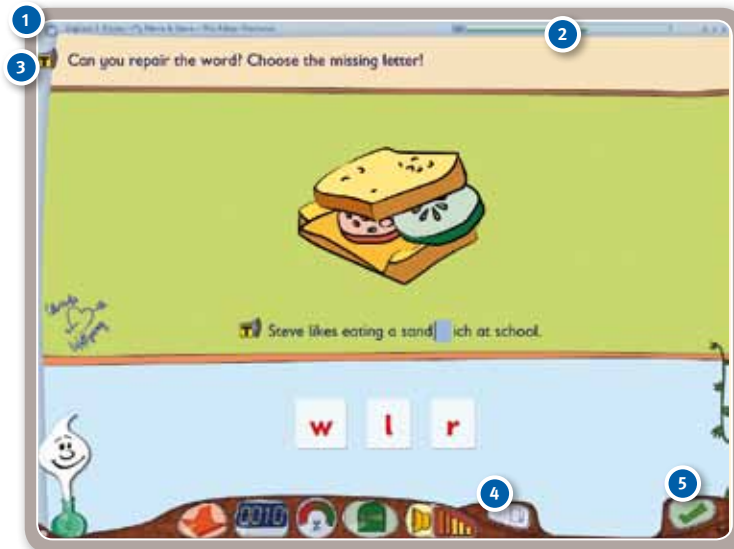 1
2
3
Can you repair the word? Choose the missing letter!
T
Steve likes eating a sand ich at school.
w l r
4
0010
5